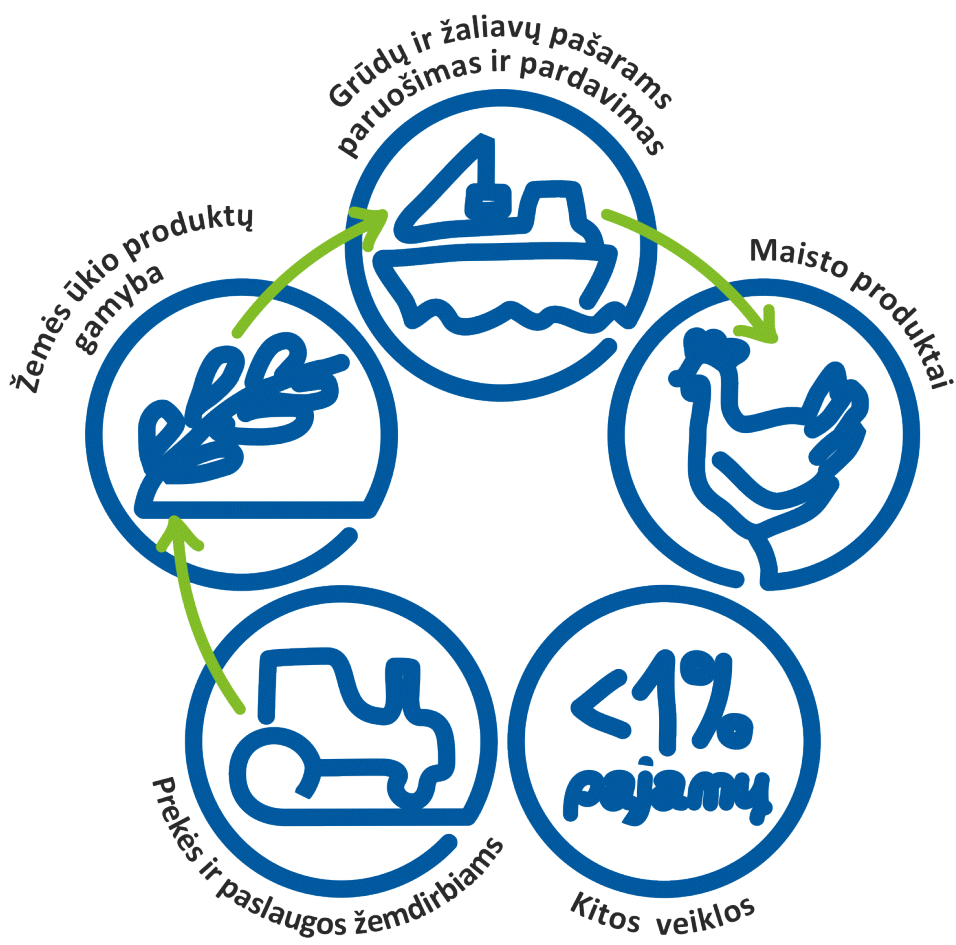 Grūdų ir žaliavų pašarams
paruošimas ir pardavimas
Žemės ūkio produktų
gamyba
Maisto produktai
Prekės ir paslaugos žemdirbiams
<1%
pajamų
Kitos veiklos